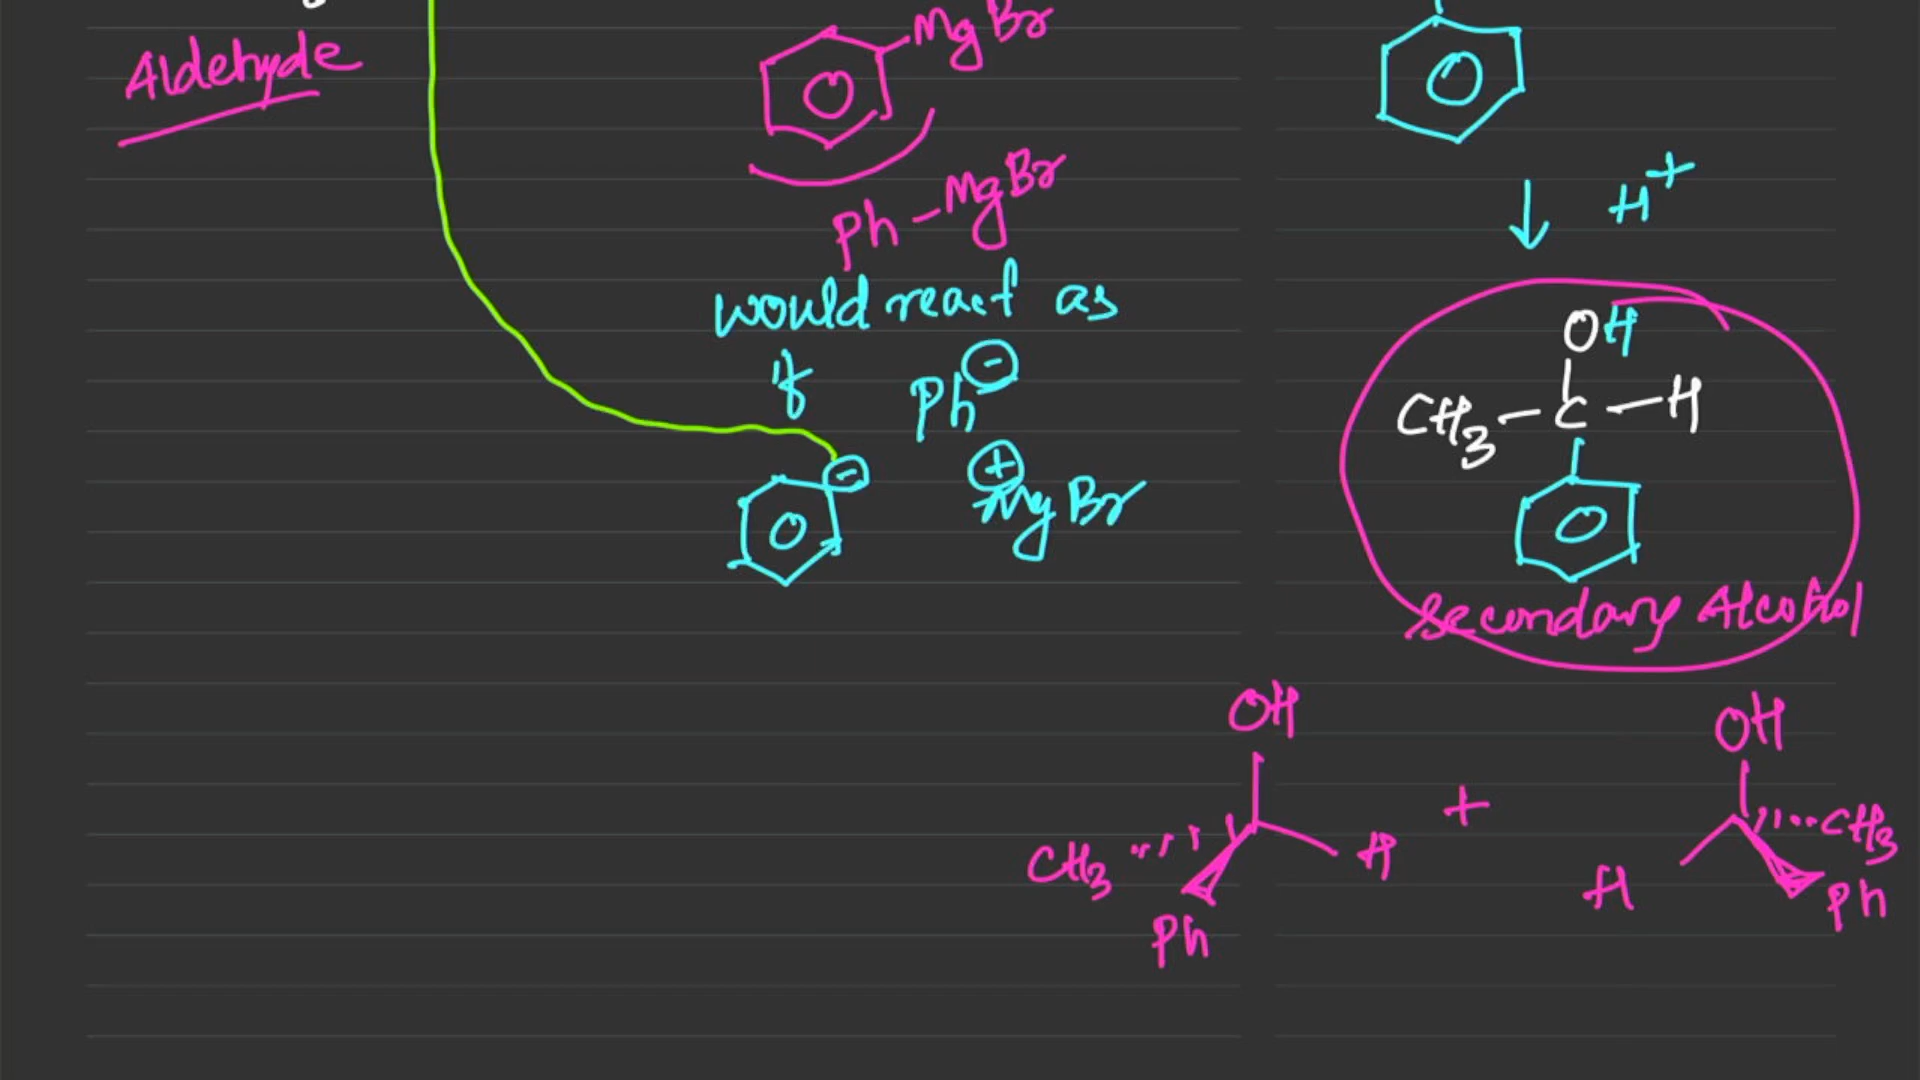 Aldehyde
MgBr
Ph-MgBr
would react as
if Ph⊖
⊖
⊕
MgBr
H+
OH
CH3-C-H
Secondary Alcohol
OH
CH3
H
Ph
+
OH
CH3
H
Ph